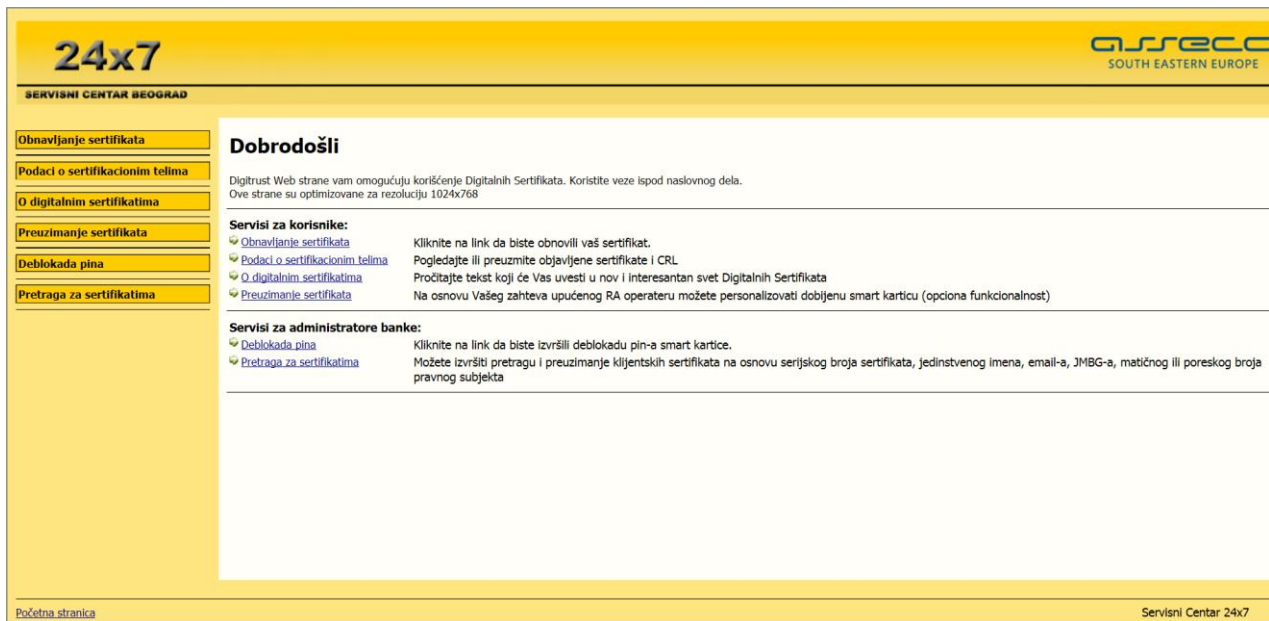 24x7
SERVISNI CENTAR BEOGRAD
asseco
SOUTH EASTERN EUROPE
Obnavljanje sertifikata
Podaci o sertifikacionim telima
O digitalnim sertifikatima
Preuzimanje sertifikata
Deblokada pina
Pretraga za sertifikatima
Dobrodošli
Digitrust Web strane vam omogućuju korišćenje Digitalnih Sertifikata. Koristite veze ispod naslovnog dela.
Ove strane su optimizovane za rezoluciju 1024x768
Servisi za korisnike:
Obnavljanje sertifikata Kliknite na link da biste obnovili vaš sertifikat.
Podaci o sertifikacionim telima Pogledajte ili preuzmite objavljene sertifikate i CRL
O digitalnim sertifikatima Pročitajte tekst koji će Vas uvesti u nov i interesantan svet Digitalnih Sertifikata
Preuzimanje sertifikata Na osnovu Vašeg zahteva upućenog RA operateru možete personalizovati dobijenu smart karticu (opciona funkcionalnost)
Servisi za administratore banke:
Deblokada pina Kliknite na link da biste izvršili deblokadu pin-a smart kartice.
Pretraga za sertifikatima Možete izvršiti pretragu i preuzimanje klijentskih sertifikata na osnovu serijskog broja sertifikata, jedinstvenog imena, email-a, JMBG-a, matičnog ili poreskog broja
pravnog subjekta
Početna stranica
Servisni Centar 24x7